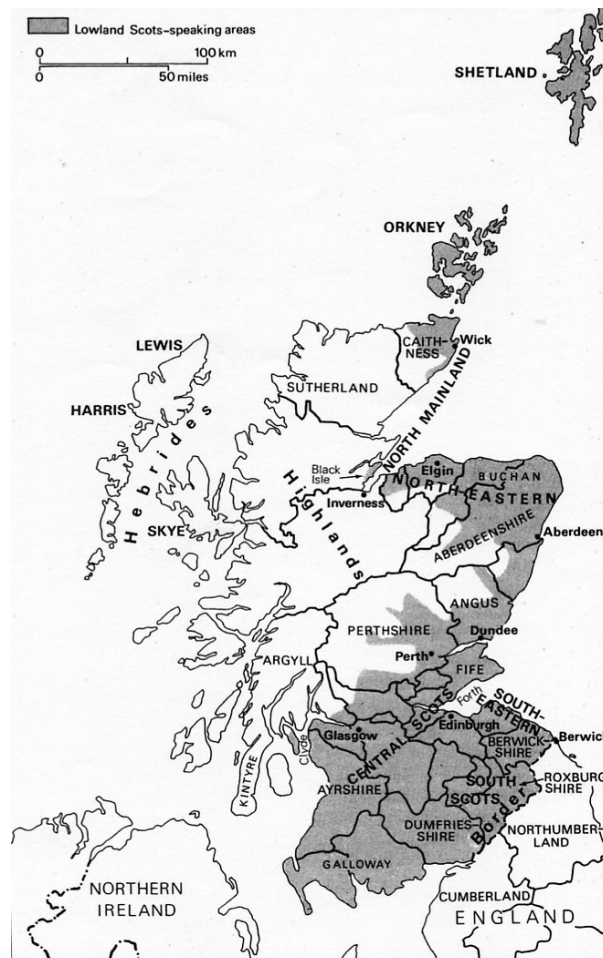 Lowland Scots-speaking areas
0 100 km
0 50 miles
SHETLAND
ORKNEY
CAITH-
NESS
Wick
LEWIS
SUTHERLAND
HARRIS
NORTH MAINLAND
Hebrides
Black
Isle
Elgin
BUCHAN
NORTH EASTERN
Inverness
Highlands
SKYE
Aberdeen
ABERDEENSHIRE
ANGUS
PERTHSHIRE
Dundee
ARGYLL
Perth
FIFE
Forth
SOUTH-
EASTERN
CENTRAL SCOTS
Edinburgh
Glasgow
Clyde
Berwick
BERWICK-
SHIRE
KINTYRE
AYRSHIRE
SOUTH
SCOTS
ROXBURG
SHIRE
Border
DUMFRIES-
SHIRE
NORTHUMBER-
LAND
GALLOWAY
NORTHERN
IRELAND
CUMBERLAND
ENGLAND